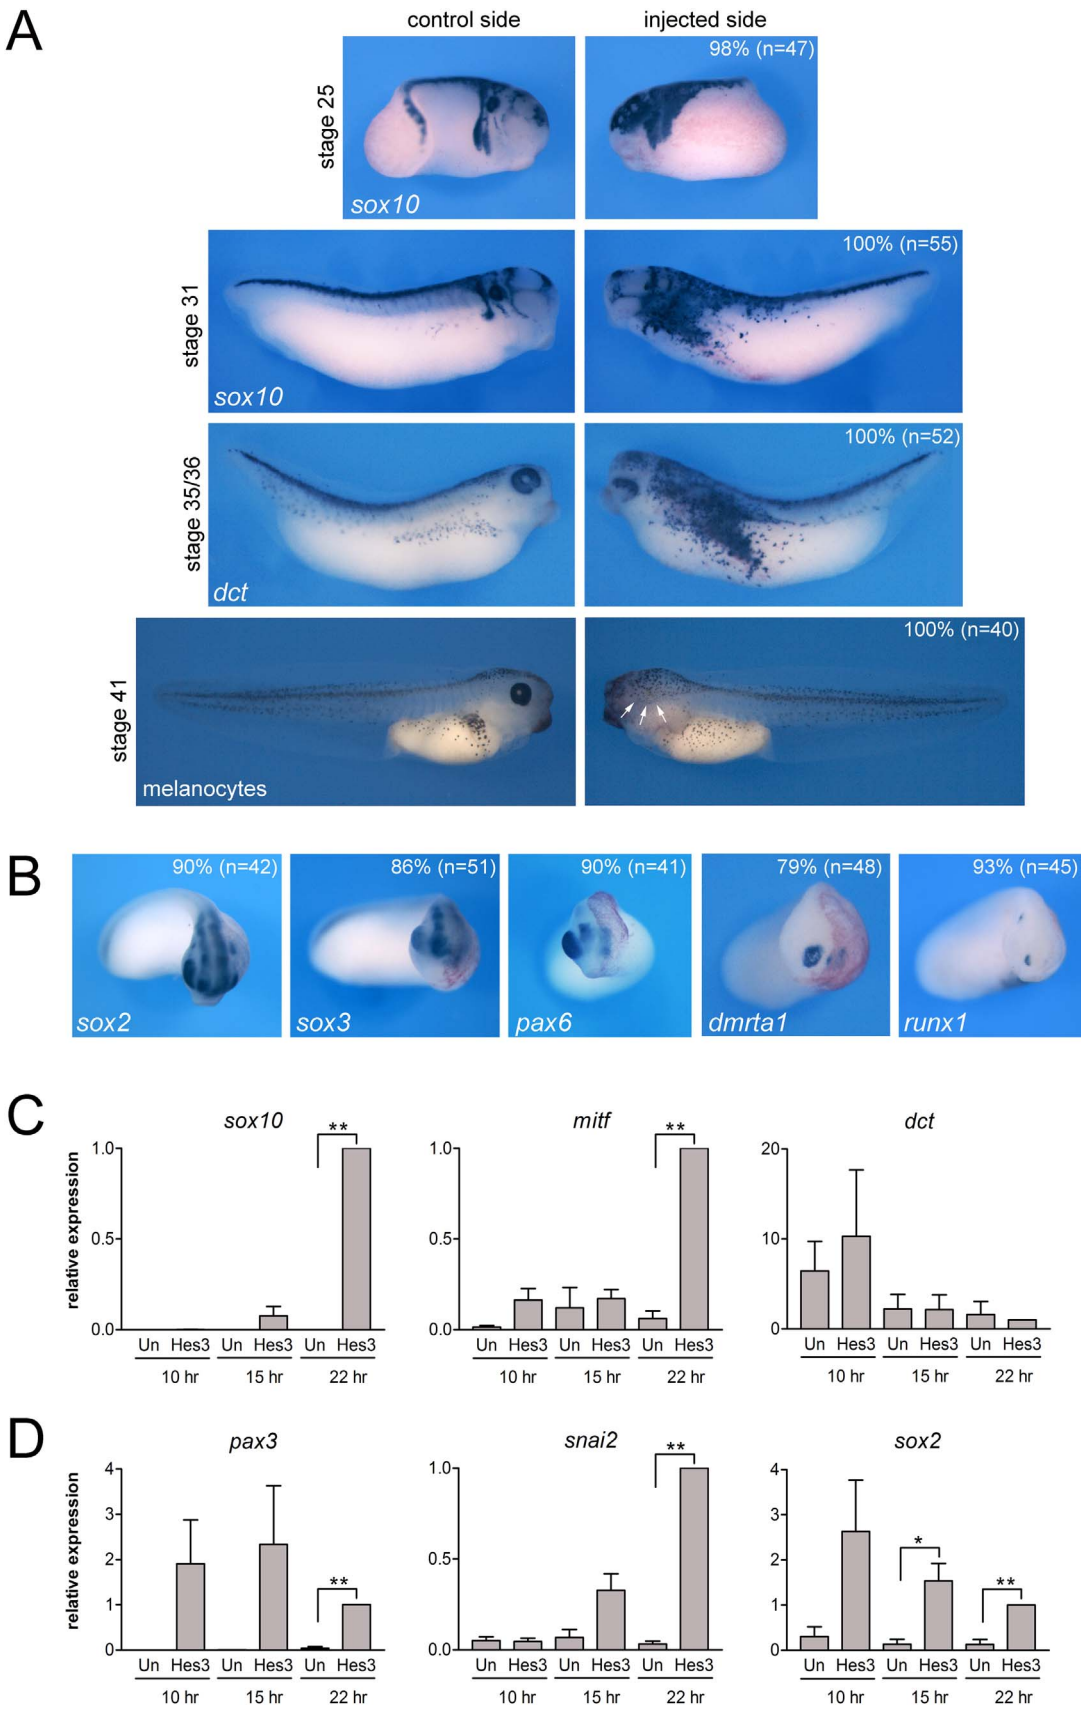 A
control side
injected side
98% (n=47)
stage 25
sox10
100% (n=55)
stage 31
sox10
100% (n=52)
stage 35/36
dct
100% (n=40)
stage 41
melanocytes
B
90% (n=42)
86% (n=51)
90% (n=41)
79% (n=48)
93% (n=45)
sox2
sox3
pax6
dmrta1
runx1
C
sox10
**
relative expression
1.0
0.5
0.0
Un Hes3 Un Hes3 Un Hes3
10 hr 15 hr 22 hr
mitf
**
1.0
0.5
0.0
Un Hes3 Un Hes3 Un Hes3
10 hr 15 hr 22 hr
dct
20
10
0
Un Hes3 Un Hes3 Un Hes3
10 hr 15 hr 22 hr
D
pax3
relative expression
4
3
2
1
0
**
Un Hes3 Un Hes3 Un Hes3
10 hr 15 hr 22 hr
snai2
**
1.0
0.5
0.0
Un Hes3 Un Hes3 Un Hes3
10 hr 15 hr 22 hr
sox2
4
3
2
1
0
*
**
Un Hes3 Un Hes3 Un Hes3
10 hr 15 hr 22 hr